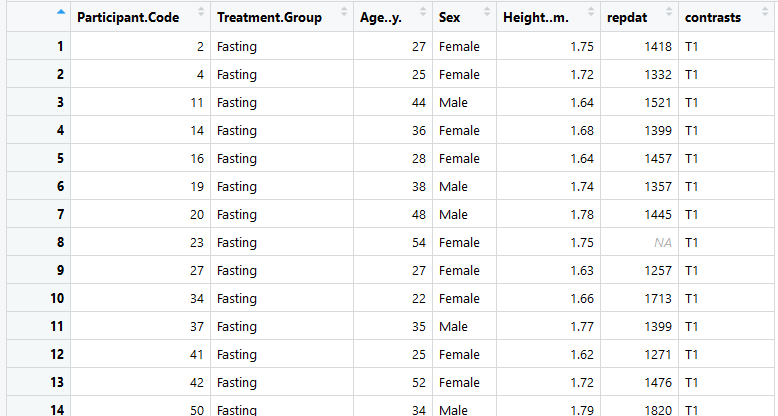 Participant.Code Treatment.Group Age..y. Sex Height..m. repdat contrasts
1 2 Fasting 27 Female 1.75 1418 T1
2 4 Fasting 25 Female 1.72 1332 T1
3 11 Fasting 44 Male 1.64 1521 T1
4 14 Fasting 36 Female 1.68 1399 T1
5 16 Fasting 28 Female 1.64 1457 T1
6 19 Fasting 38 Male 1.74 1357 T1
7 20 Fasting 48 Male 1.78 1445 T1
8 23 Fasting 54 Female 1.75 NA T1
9 27 Fasting 27 Female 1.63 1257 T1
10 34 Fasting 22 Female 1.66 1713 T1
11 37 Fasting 35 Male 1.77 1399 T1
12 41 Fasting 25 Female 1.62 1271 T1
13 42 Fasting 52 Female 1.72 1476 T1
14 50 Fasting 34 Male 1.79 1820 T1